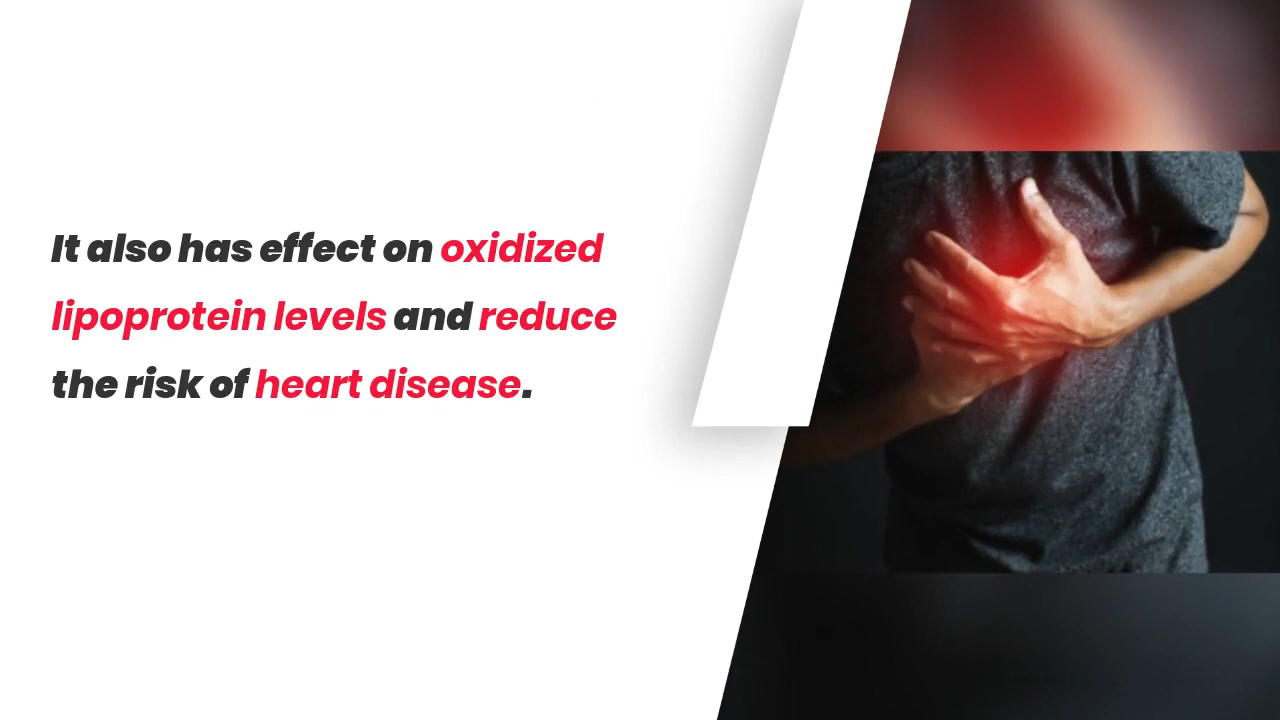 It also has effect on oxidized
lipoprotein levels and reduce
the risk of heart disease.